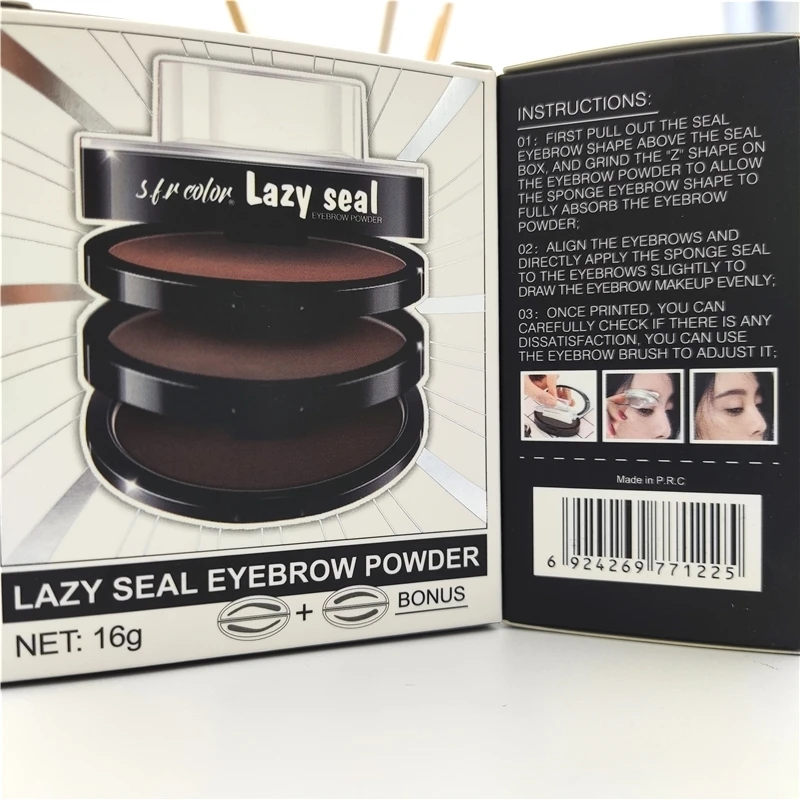 s.f.r color® Lazy seal
EYEBROW POWDER
LAZY SEAL EYEBROW POWDER
+ BONUS
NET: 16g
INSTRUCTIONS:
01: FIRST PULL OUT THE SEAL
EYEBROW SHAPE ABOVE THE SEAL
BOX, AND GRIND THE "Z" SHAPE ON
THE EYEBROW POWDER TO ALLOW
THE SPONGE EYEBROW SHAPE TO
FULLY ABSORB THE EYEBROW
POWDER;
02: ALIGN THE EYEBROWS AND
DIRECTLY APPLY THE SPONGE SEAL
TO THE EYEBROWS SLIGHTLY TO
DRAW THE EYEBROW MAKEUP EVENLY;
03: ONCE PRINTED, YOU CAN
CAREFULLY CHECK IF THERE IS ANY
DISSATISFACTION, YOU CAN USE
THE EYEBROW BRUSH TO ADJUST IT;
Made in P.R.C
6 924269 771225